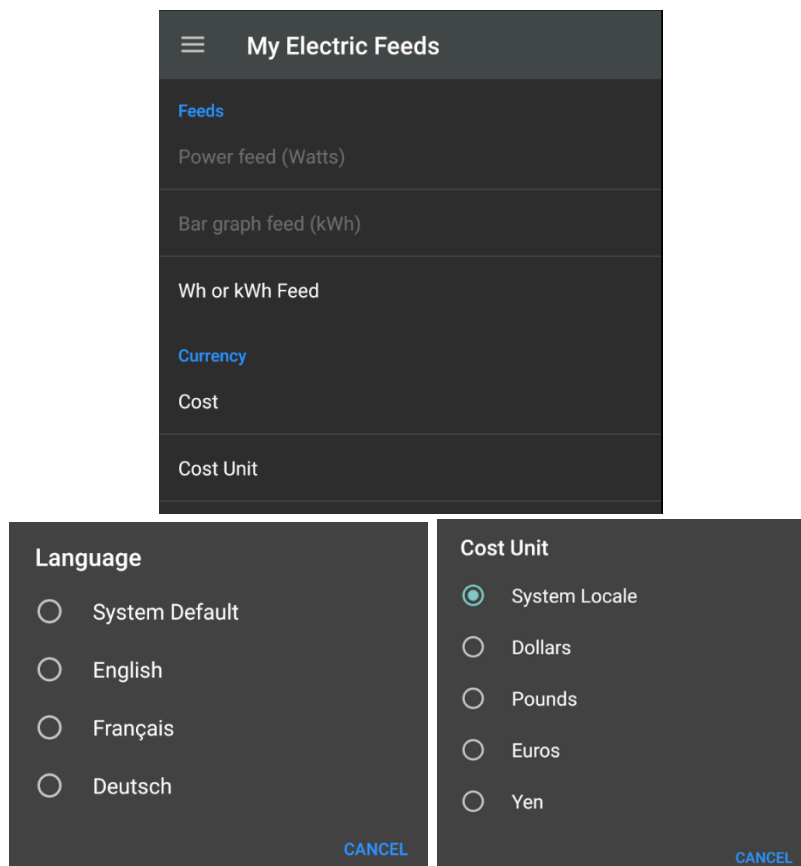 My Electric Feeds
Feeds
Power feed (Watts)
Bar graph feed (kWh)
Wh or kWh Feed
Currency
Cost
Cost Unit
Language
System Default
English
Français
Deutsch
CANCEL
Cost Unit
System Locale
Dollars
Pounds
Euros
Yen
CANCEL